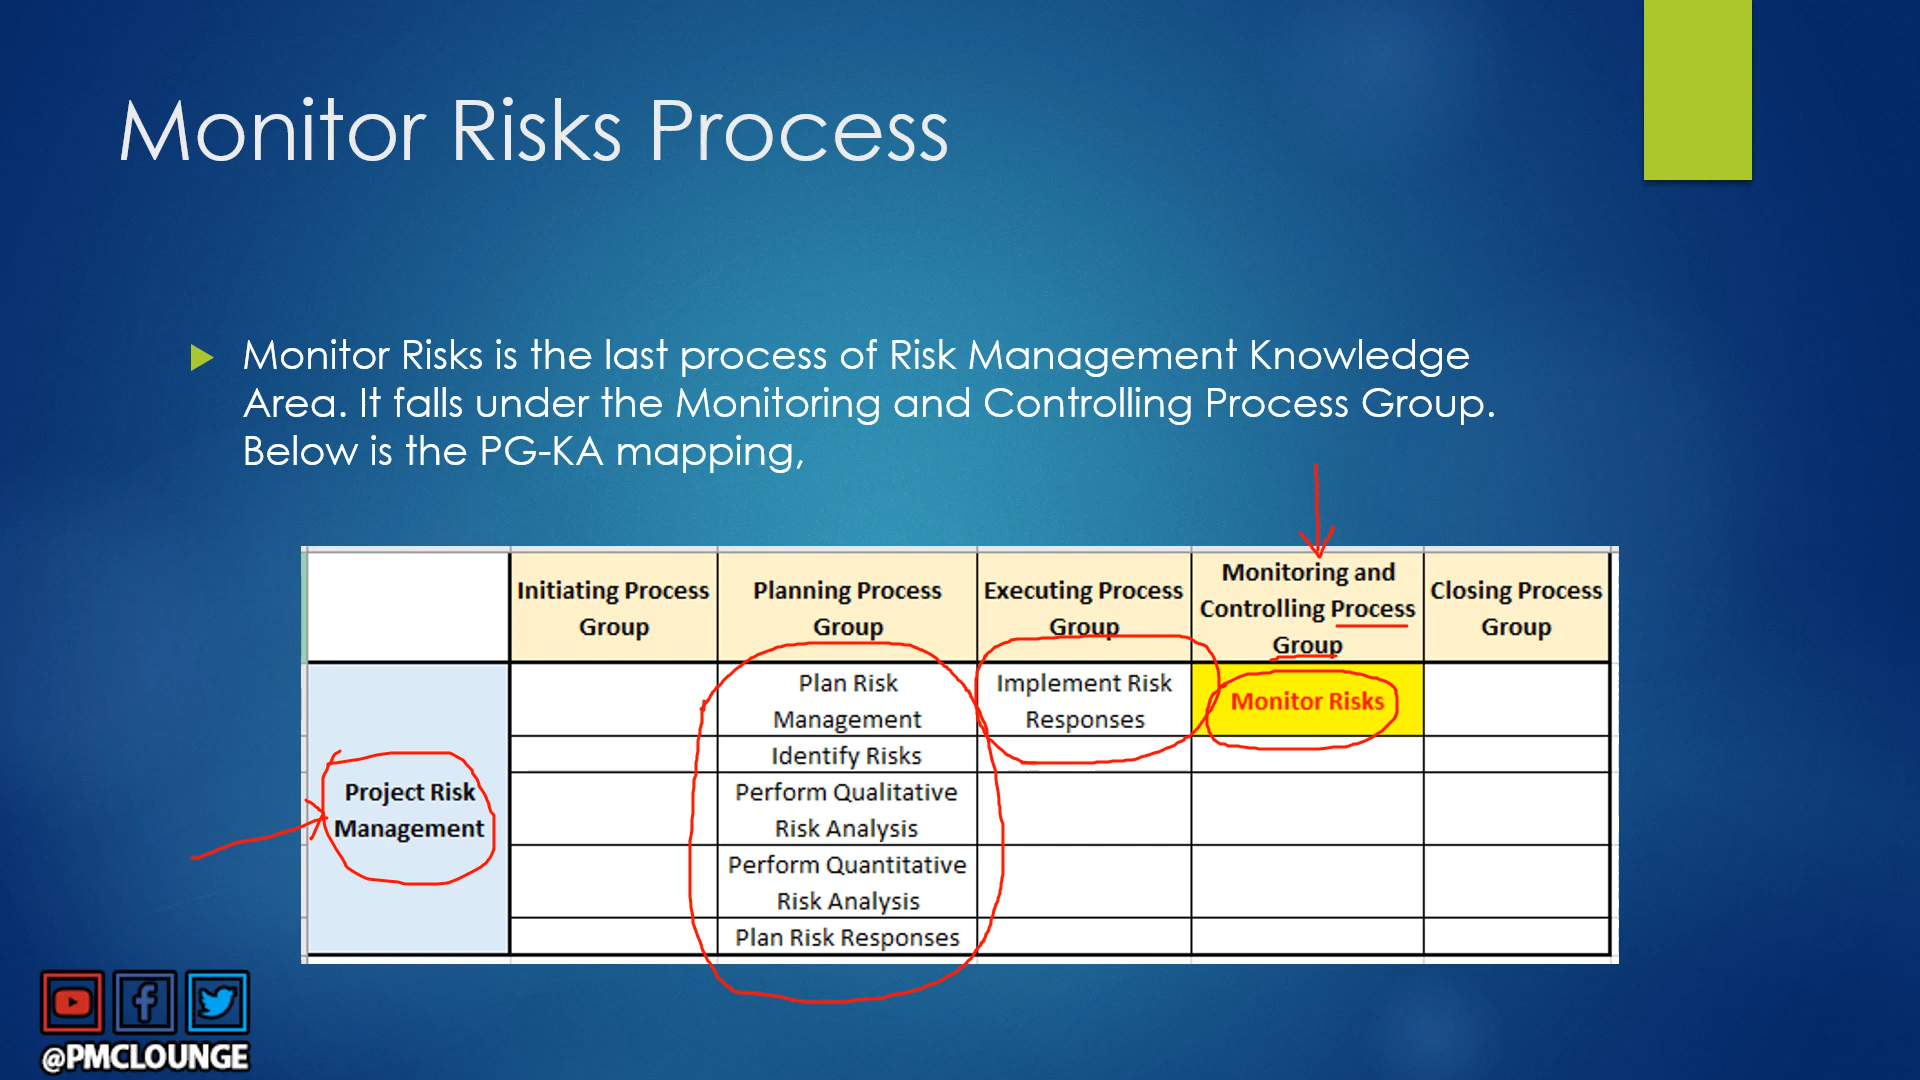 Monitor Risks Process
Monitor Risks is the last process of Risk Management Knowledge
Area. It falls under the Monitoring and Controlling Process Group.
Below is the PG-KA mapping,
Initiating Process
Group
Planning Process
Group
Executing Process
Group
Monitoring and
Controlling Process
Group
Closing Process
Group
Project Risk
Management
Plan Risk
Management
Implement Risk
Responses
Monitor Risks
Identify Risks
Perform Qualitative
Risk Analysis
Perform Quantitative
Risk Analysis
Plan Risk Responses
@PMCLOUNGE